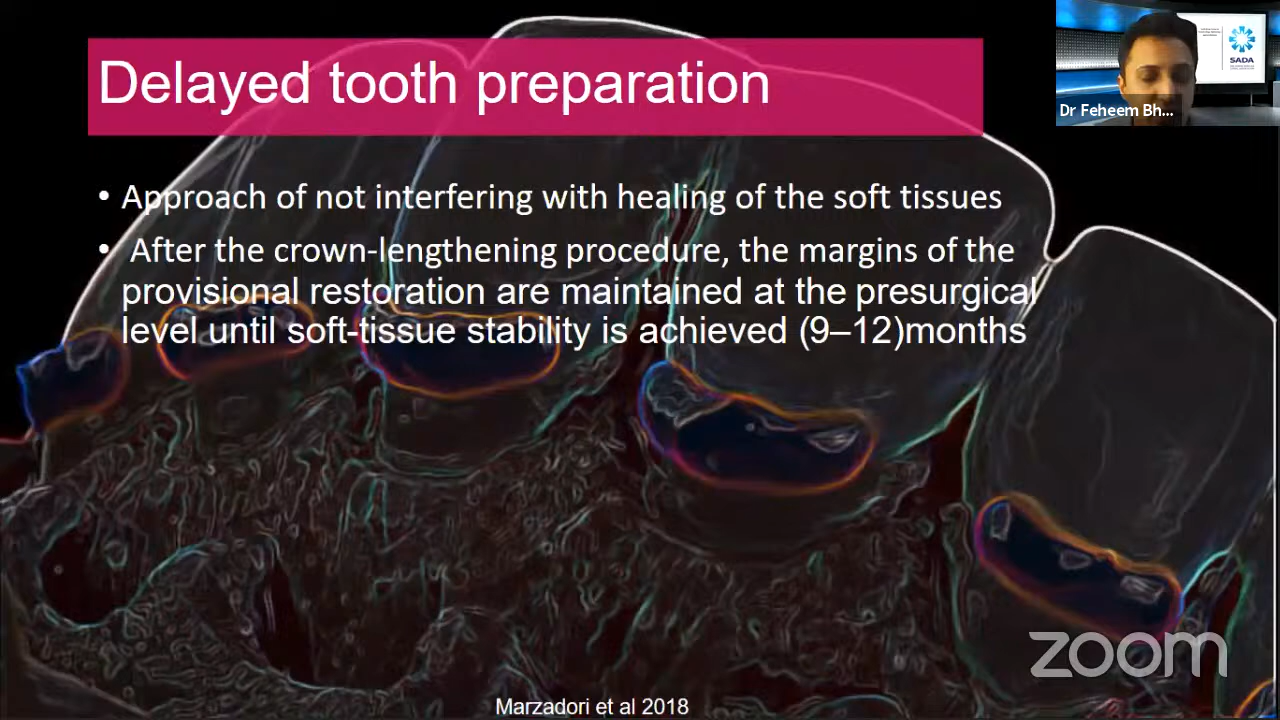 Delayed tooth preparation
SADA
Dr Feheem Bh...
• Approach of not interfering with healing of the soft tissues
• After the crown-lengthening procedure, the margins of the
provisional restoration are maintained at the presurgical
level until soft-tissue stability is achieved (9–12)months
zoom
Marzadori et al 2018